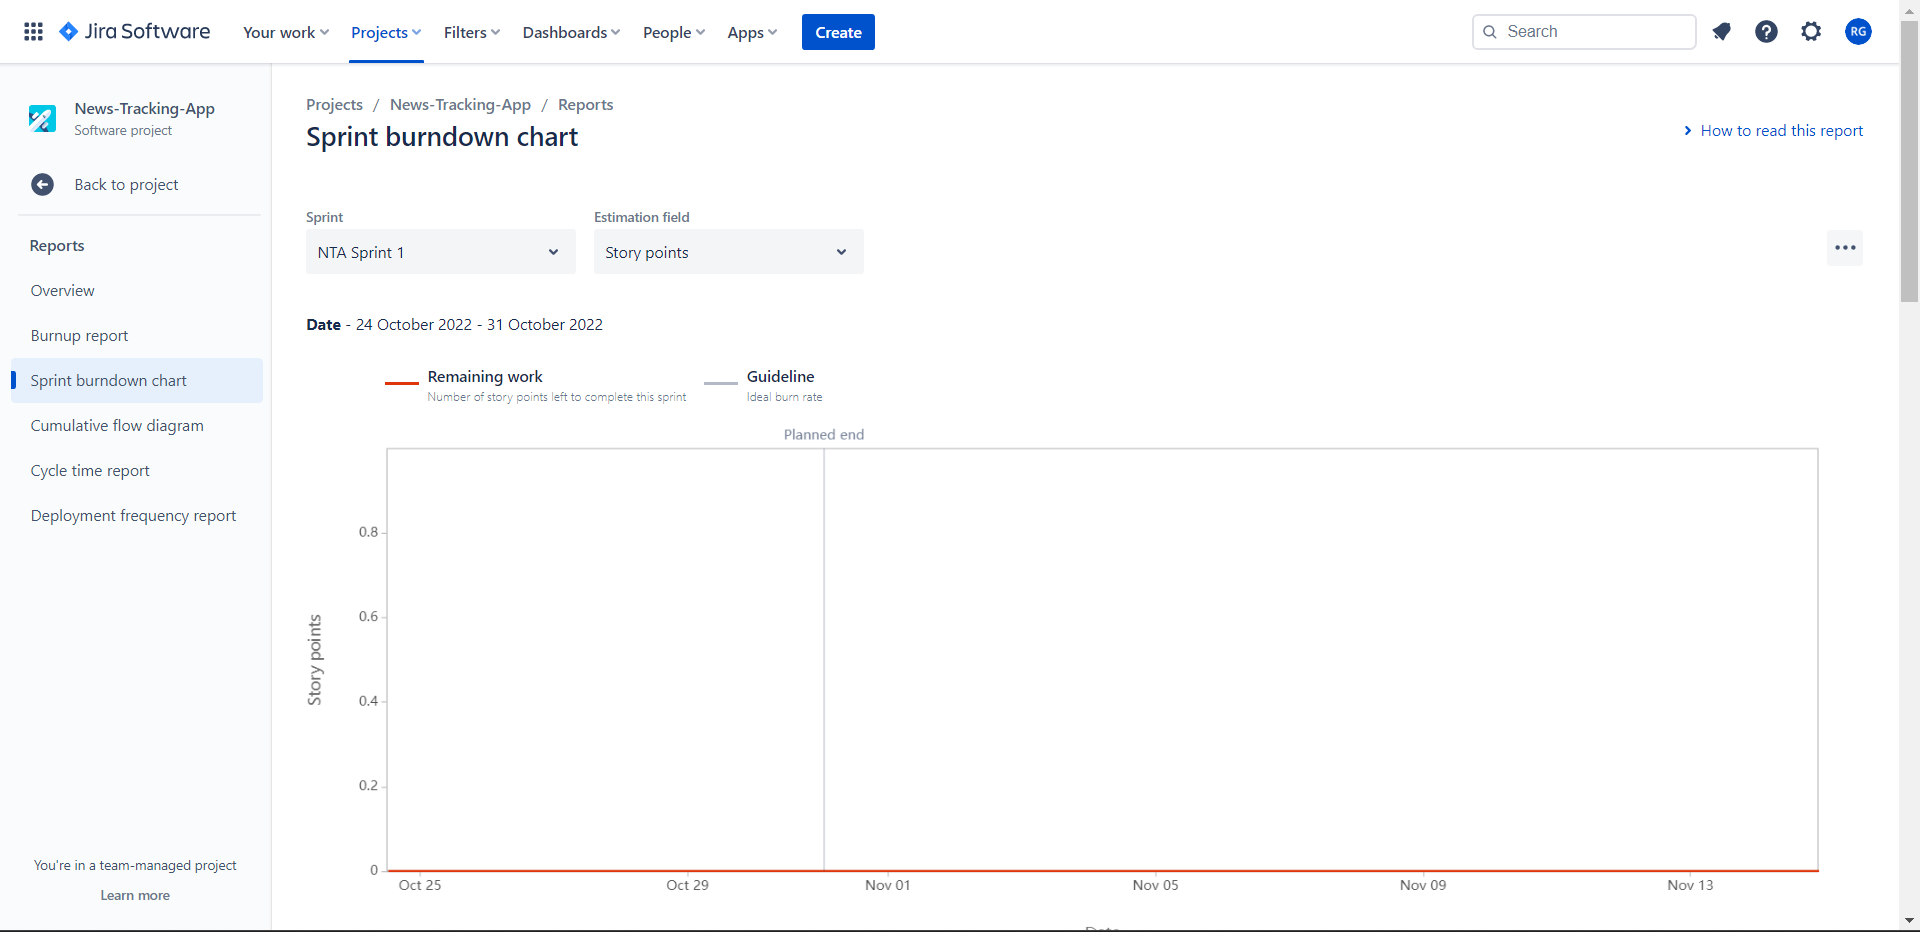 Jira Software
Your work
Projects
Filters
Dashboards
People
Apps
Create
Search
RG
News-Tracking-App
Software project
Back to project
Reports
Overview
Burnup report
Sprint burndown chart
Cumulative flow diagram
Cycle time report
Deployment frequency report
You're in a team-managed project
Learn more
Projects / News-Tracking-App / Reports
Sprint burndown chart
How to read this report
Sprint
NTA Sprint 1
Estimation field
Story points
Date - 24 October 2022 - 31 October 2022
Remaining work
Number of story points left to complete this sprint
Guideline
Ideal burn rate
Planned end
Story points
0.8
0.6
0.4
0.2
0
Oct 25
Oct 29
Nov 01
Nov 05
Nov 09
Nov 13